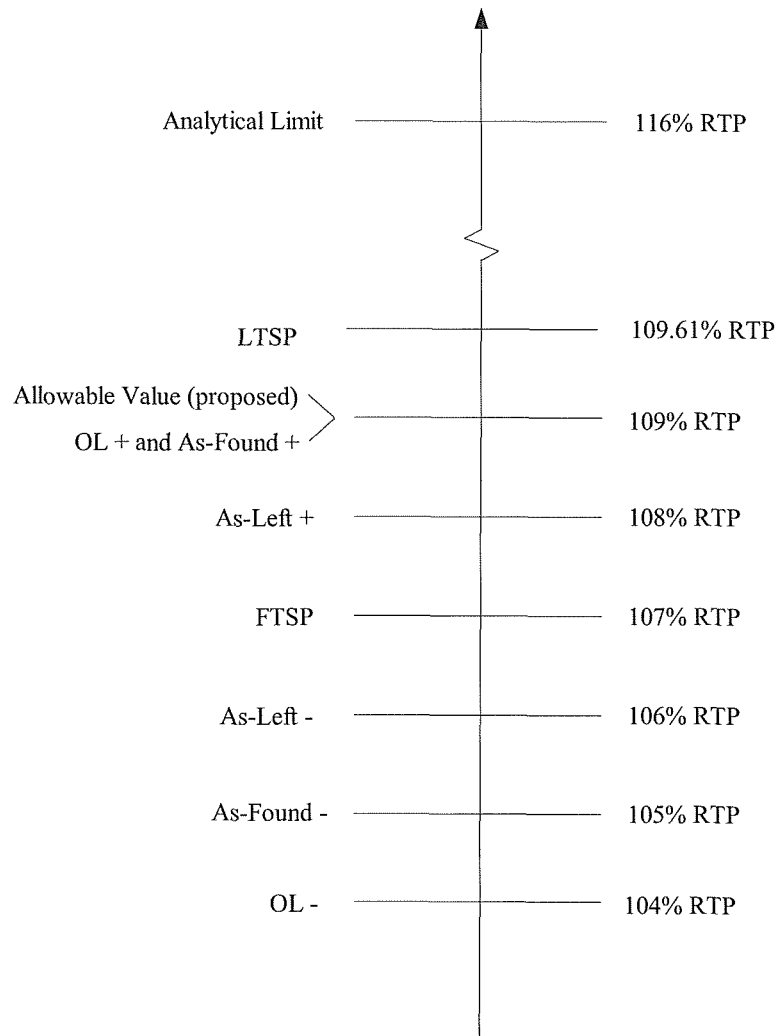 Analytical Limit 116% RTP
LTSP 109.61% RTP
Allowable Value (proposed)
OL + and As-Found + 109% RTP
As-Left + 108% RTP
FTSP 107% RTP
As-Left - 106% RTP
As-Found - 105% RTP
OL - 104% RTP